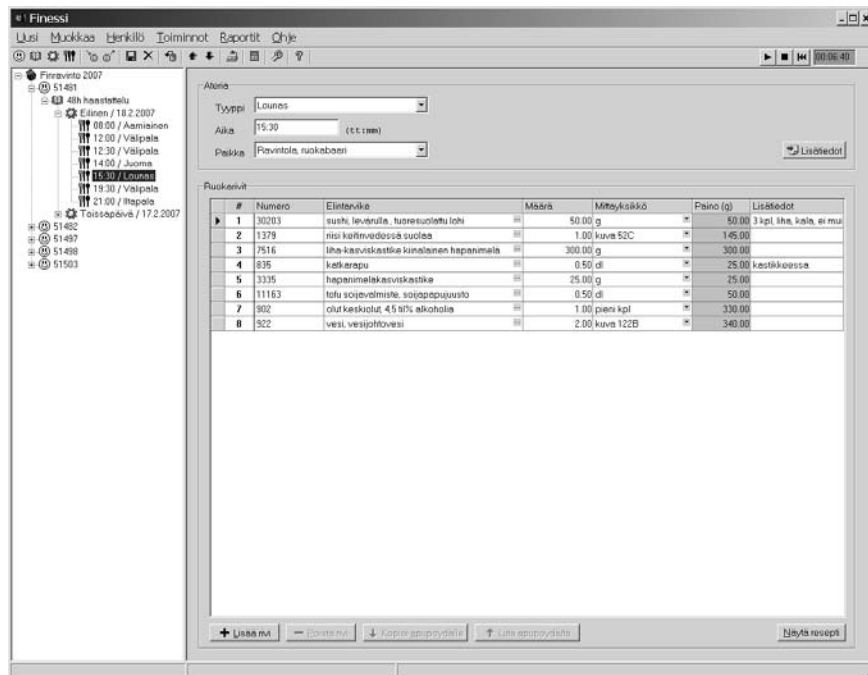 Finessi
Uusi Muokkaa Henkilö Toiminnot Raportit Ohje
00:06:40
Finravinto 2007
51481
48h haastattelu
Eilinen / 18.2.2007
08:00 / Aamiainen
12:00 / Välipala
12:30 / Välipala
14:00 / Juoma
15:30 / Lounas
19:30 / Välipala
21:00 / Iltapala
Toissapäivä / 17.2.2007
51482
51497
51498
51503
Ateria
Tyyppi Lounas
Aika 15:30 (tt:mm)
Paikka Ravintola, ruokabaari
Lisätiedot
Ruokarivit
# Numero Elintarvike Määrä Mittayksikkö Paino (g) Lisätiedot
1 30203 sushi, levärulla, tuoresuolattu lohi 50.00 g 50.00 3 kpl, liha, kala, ei mui
2 1379 riisi keitinvedessä suolaa 1.00 kuva 52C 145.00
3 7516 liha-kasviskastike kiinalainen hapanimelä 300.00 g 300.00
4 835 katkarapu 0.50 dl 25.00 kastikkeessa
5 3335 hapanimeläkasviskastike 25.00 g 25.00
6 11163 tofu soijavalmiste, soijapapujuusto 0.50 dl 50.00
7 902 olut keskiolut, 4,5 til% alkoholia 1.00 pieni kpl 330.00
8 922 vesi, vesijohtovesi 2.00 kuva 122B 340.00
Lisää rivi Poista rivi Kopioi apupöydälle Liitä apupöydältä Näytä resepti